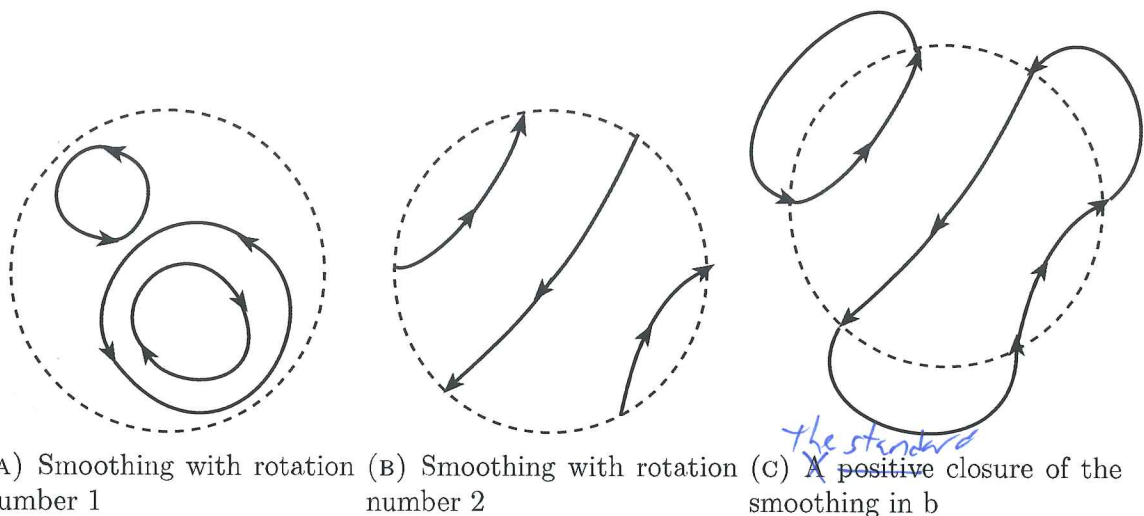 The standard
A) Smoothing with rotation
umber 1
(B) Smoothing with rotation
number 2
(C) A positive closure of the
smoothing in b